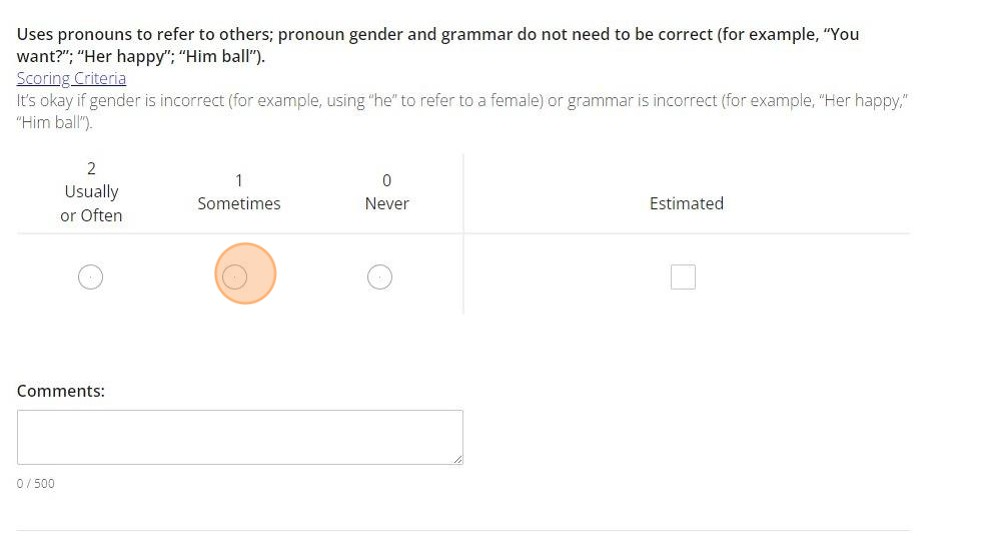 Uses pronouns to refer to others; pronoun gender and grammar do not need to be correct (for example, “You
want?”; “Her happy”; “Him ball”).
Scoring Criteria
It’s okay if gender is incorrect (for example, using “he” to refer to a female) or grammar is incorrect (for example, “Her happy,”
“Him ball”).
2
Usually
or Often
1
Sometimes
0
Never
Estimated
Comments:
0 / 500